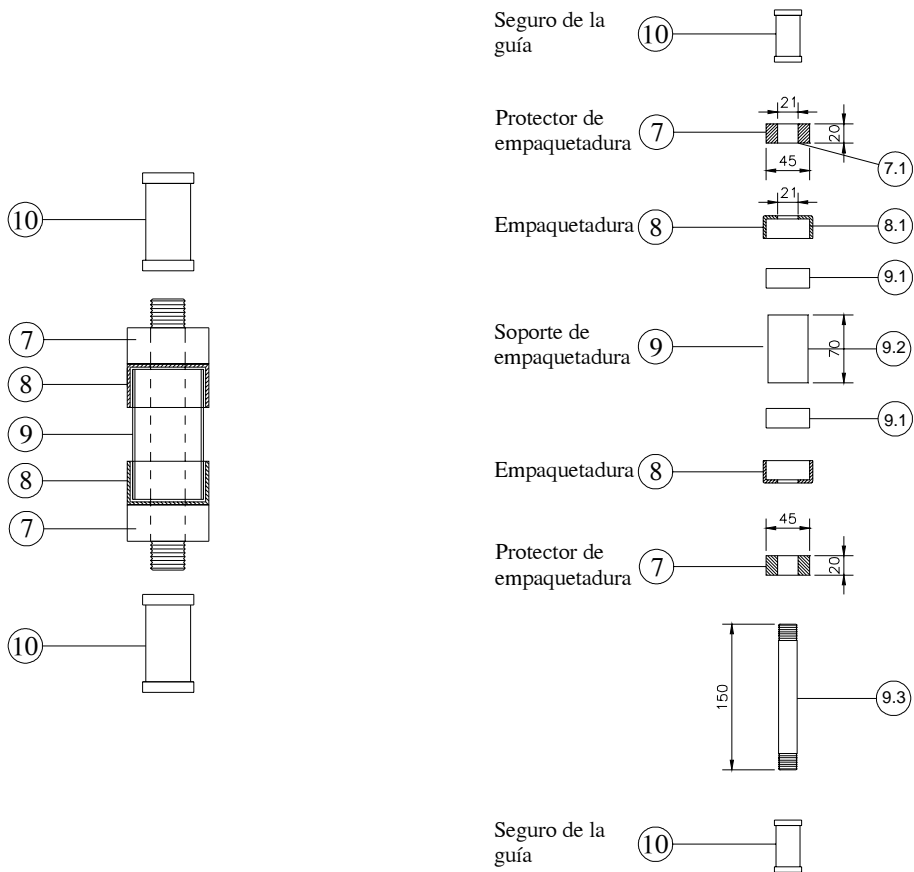 Seguro de la
guía
10
21
Protector de
empaquetadura
7
20
45
7.1
21
Empaquetadura
8
8.1
9.1
Soporte de
empaquetadura
9
70
9.2
9.1
Empaquetadura
8
45
Protector de
empaquetadura
7
20
150
9.3
Seguro de la
guía
10
10
7
8
9
8
7
10